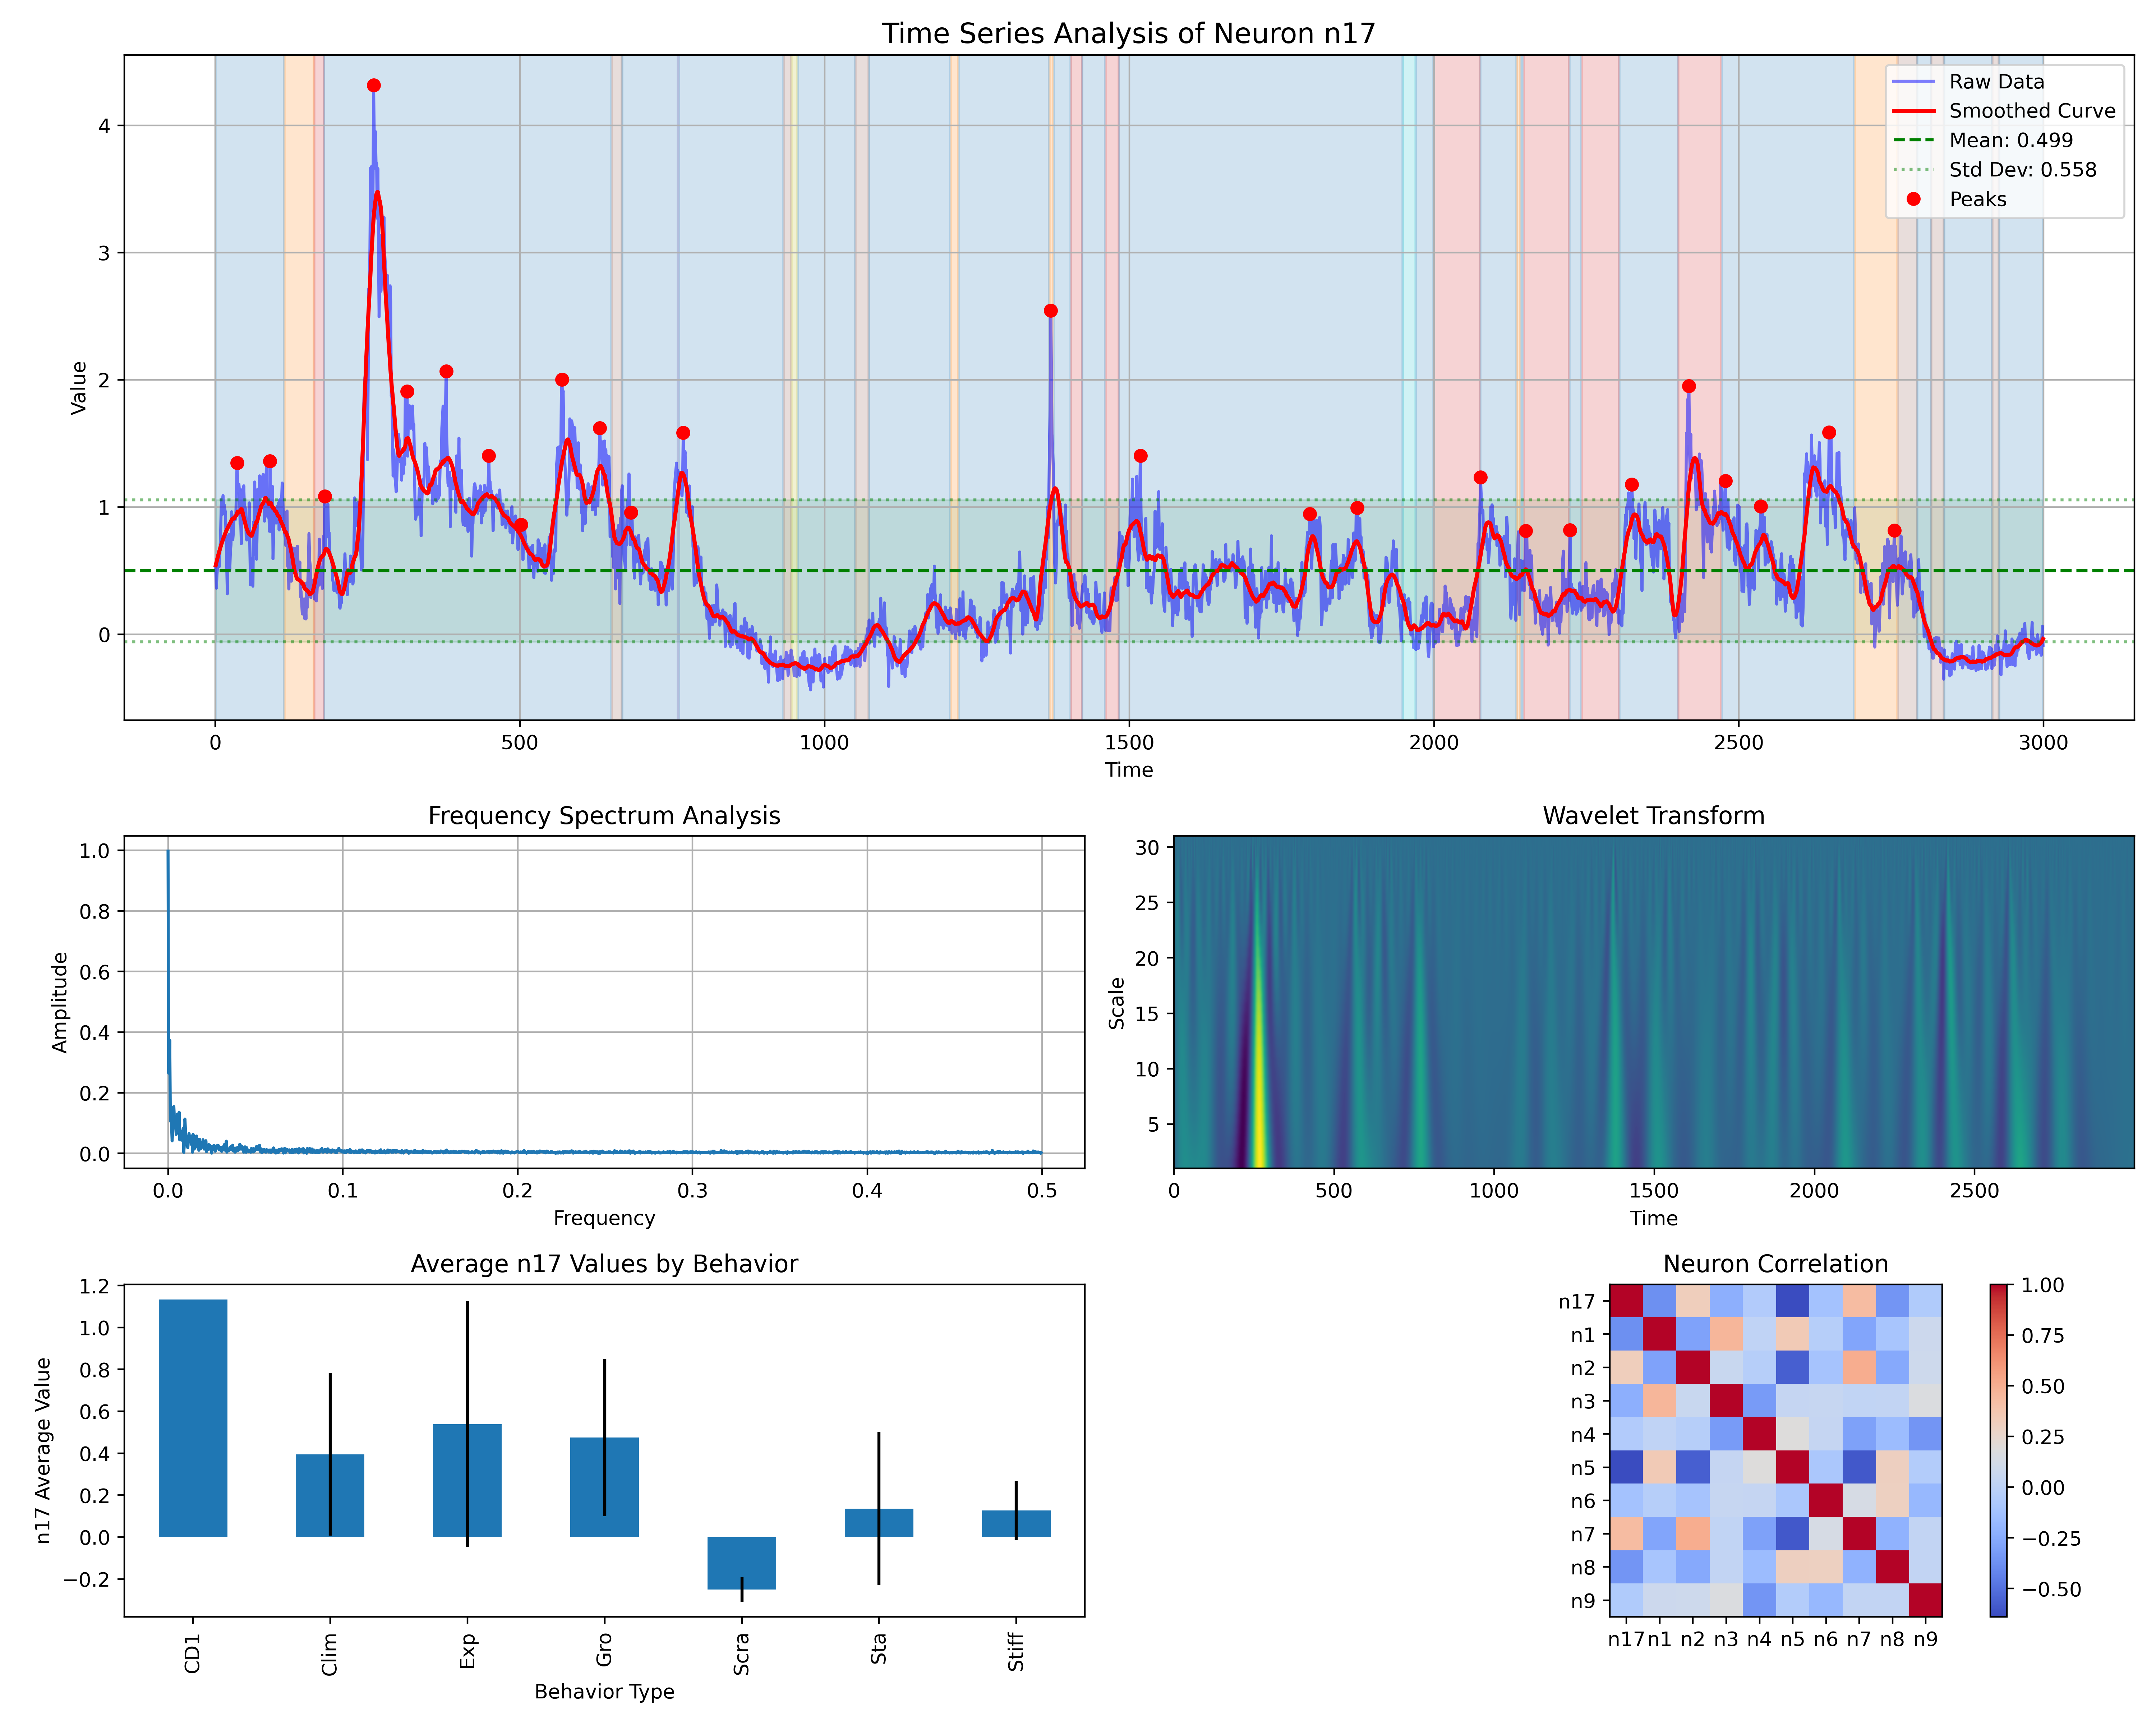 Time Series Analysis of Neuron n17
Raw Data
Smoothed Curve
Mean: 0.499
Std Dev: 0.558
Peaks
Value
4
3
2
1
0
0 500 1000 1500 2000 2500 3000
Time
Frequency Spectrum Analysis
Amplitude
1.0
0.8
0.6
0.4
0.2
0.0
0.0 0.1 0.2 0.3 0.4 0.5
Frequency
Wavelet Transform
Scale
30
25
20
15
10
5
0 500 1000 1500 2000 2500
Time
Average n17 Values by Behavior
n17 Average Value
1.2
1.0
0.8
0.6
0.4
0.2
0.0
−0.2
CD1 Clim Exp Gro Scra Sta Stiff
Behavior Type
Neuron Correlation
n17
n1
n2
n3
n4
n5
n6
n7
n8
n9
n17 n1 n2 n3 n4 n5 n6 n7 n8 n9
1.00
0.75
0.50
0.25
0.00
−0.25
−0.50